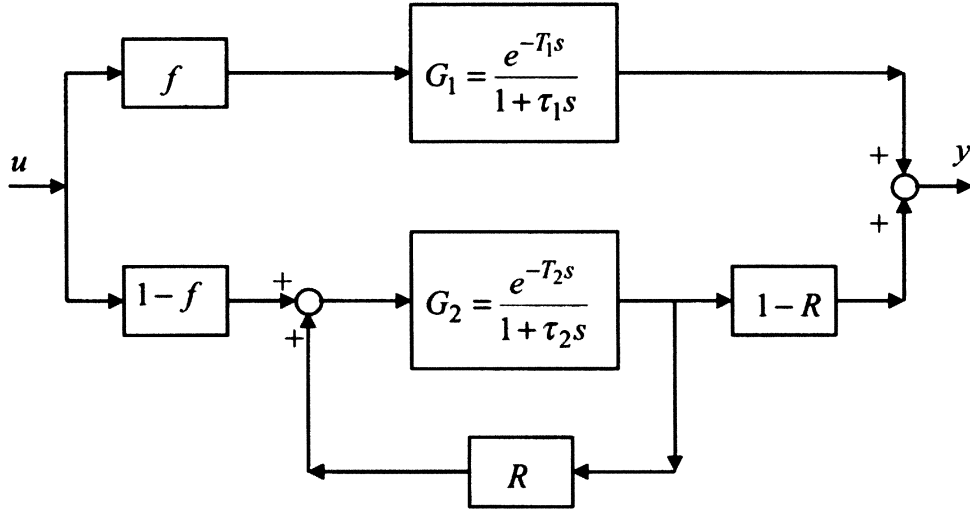 f
G₁ = e^{-T₁s} / (1 + τ₁s)
u
y
+
+
1 − f
+
+
G₂ = e^{-T₂s} / (1 + τ₂s)
1 − R
R